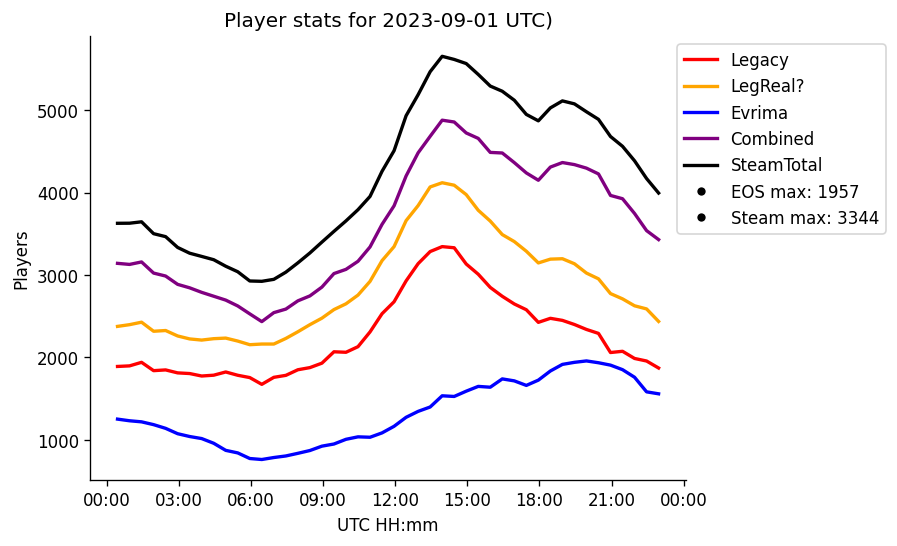 Player stats for 2023-09-01 UTC)
Legacy
LegReal?
Evrima
Combined
SteamTotal
EOS max: 1957
Steam max: 3344
Players
5000
4000
3000
2000
1000
00:00 03:00 06:00 09:00 12:00 15:00 18:00 21:00 00:00
UTC HH:mm